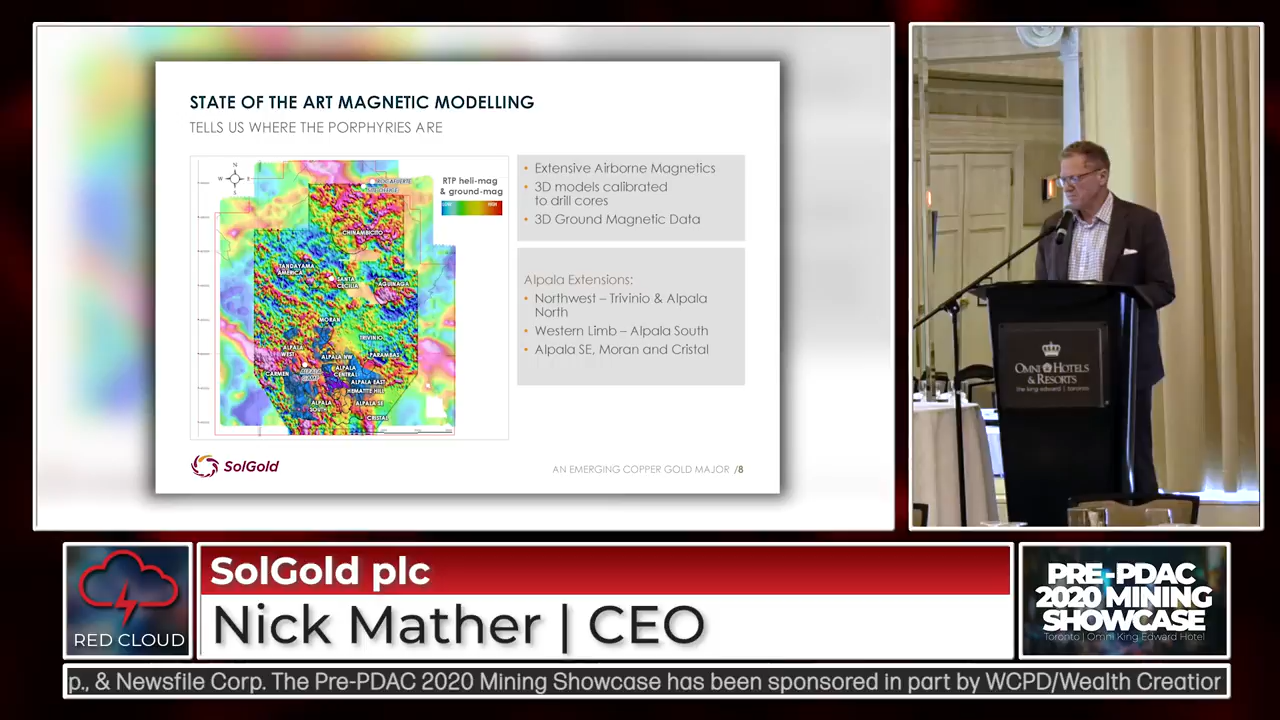 STATE OF THE ART MAGNETIC MODELLING
TELLS US WHERE THE PORPHYRIES ARE
N
W
E
S
RTP heli-mag
& ground-mag
LOW
HIGH
CHINAMBICITO
TANDAYAMA
AMERICA
SANTA
CECILIA
AGUINAGA
MORAN
TRIVINIO
ALPALA
WEST
ALPALA NW
PARAMBAS
CARMEN
ALPALA
CAMP
ALPALA
CENTRAL
ALPALA EAST
HEMATITE HILL
ALPALA
SOUTH
ALPALA SE
CRISTAL
• Extensive Airborne Magnetics
• 3D models calibrated
to drill cores
• 3D Ground Magnetic Data
Alpala Extensions:
• Northwest – Trivinio & Alpala
North
• Western Limb – Alpala South
• Alpala SE, Moran and Cristal
SolGold
AN EMERGING COPPER GOLD MAJOR /8
OMNI HOTELS
& RESORTS
the king edward | toronto
RED CLOUD
SolGold plc
Nick Mather | CEO
PRE-PDAC
2020 MINING
SHOWCASE
Toronto | Omni King Edward Hotel
p., & Newsfile Corp. The Pre-PDAC 2020 Mining Showcase has been sponsored in part by WCPD/Wealth Creation